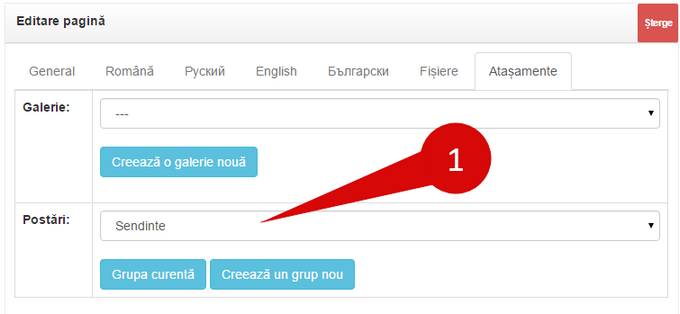 Editare pagină
Șterge
General Română Руский English Български Fișiere Atașamente
Galerie:
---
Creează o galerie nouă
1
Postări:
Sendinte
Grupa curentă Creează un grup nou